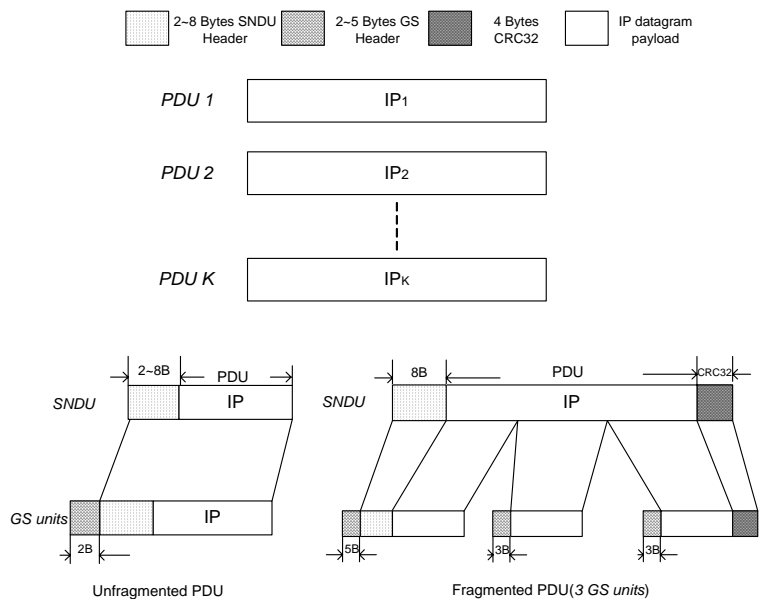 2~8 Bytes SNDU Header
2~5 Bytes GS Header
4 Bytes CRC32
IP datagram payload
PDU 1
IP1
PDU 2
IP2
PDU K
IPK
2~8B
PDU
SNDU
IP
GS units
IP
2B
Unfragmented PDU
8B
PDU
CRC32
SNDU
IP
5B
3B
3B
Fragmented PDU(3 GS units)